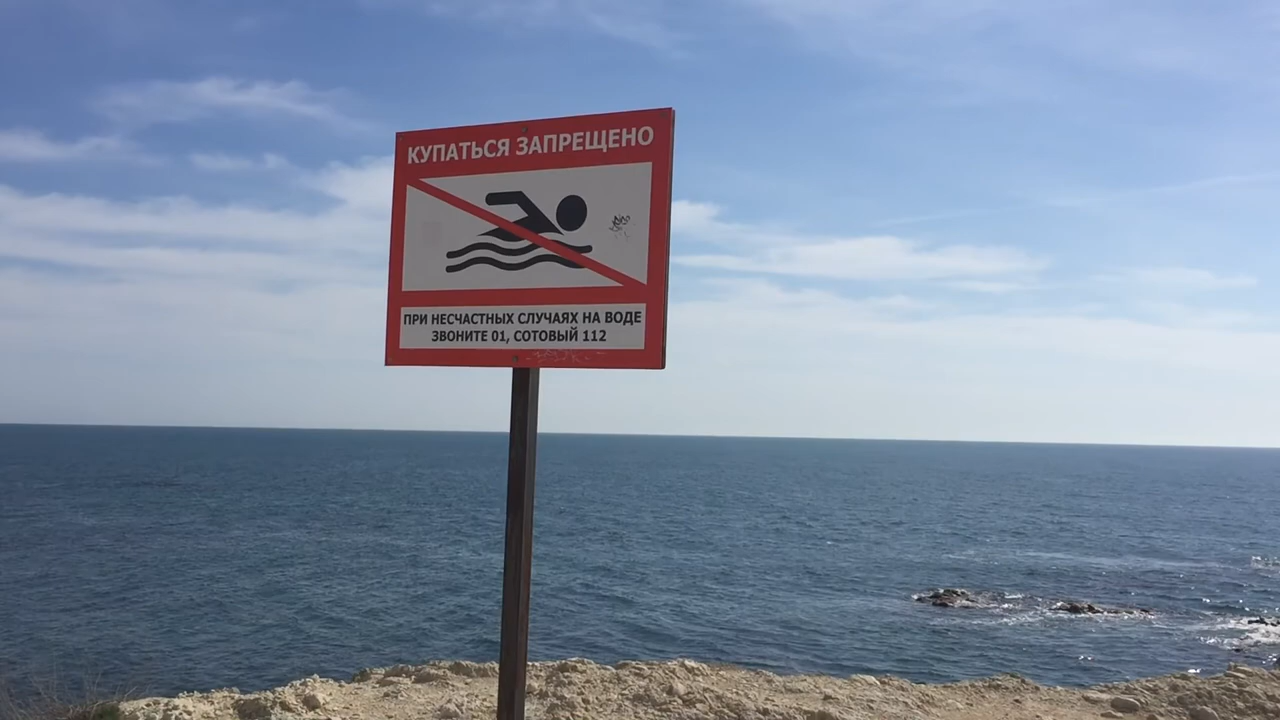 КУПАТЬСЯ ЗАПРЕЩЕНО
ПРИ НЕСЧАСТНЫХ СЛУЧАЯХ НА ВОДЕ
ЗВОНИТЕ 01, СОТОВЫЙ 112